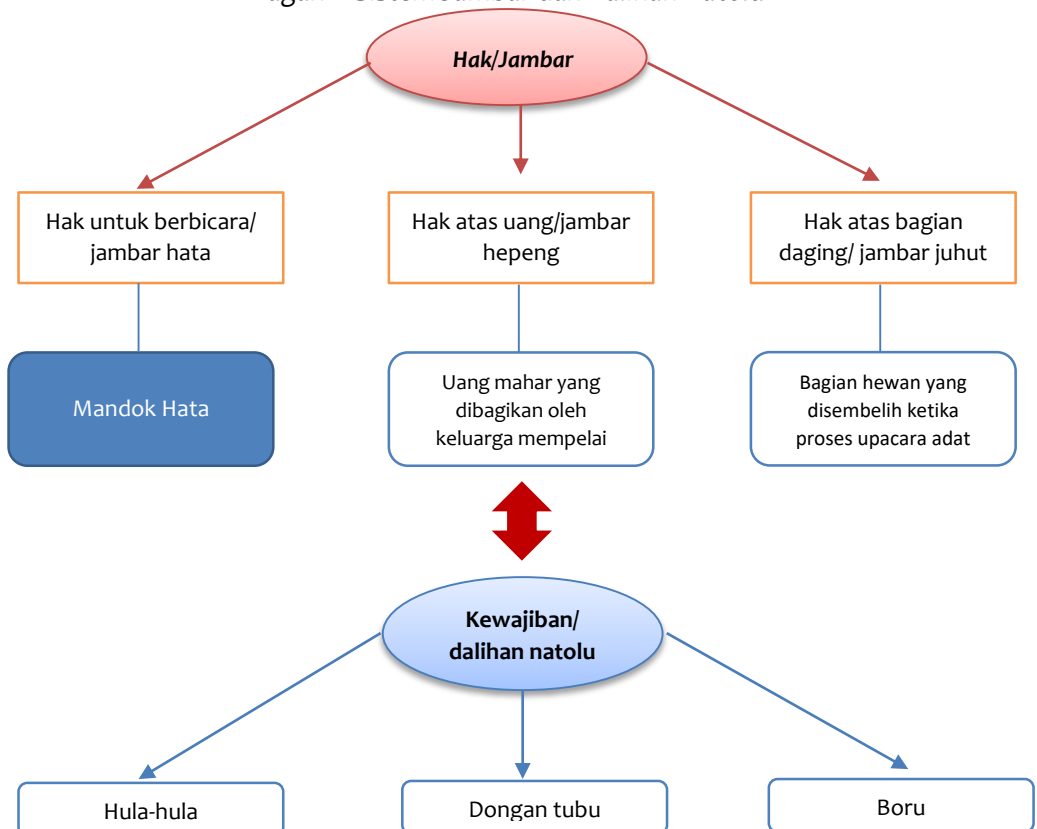 Hak/Jambar
Hak untuk berbicara/
jambar hata
Hak atas uang/jambar
hepeng
Hak atas bagian
daging/ jambar juhut
Mandok Hata
Uang mahar yang
dibagikan oleh
keluarga mempelai
Bagian hewan yang
disembelih ketika
proses upacara adat
Kewajiban/
dalihan natolu
Hula-hula
Dongan tubu
Boru